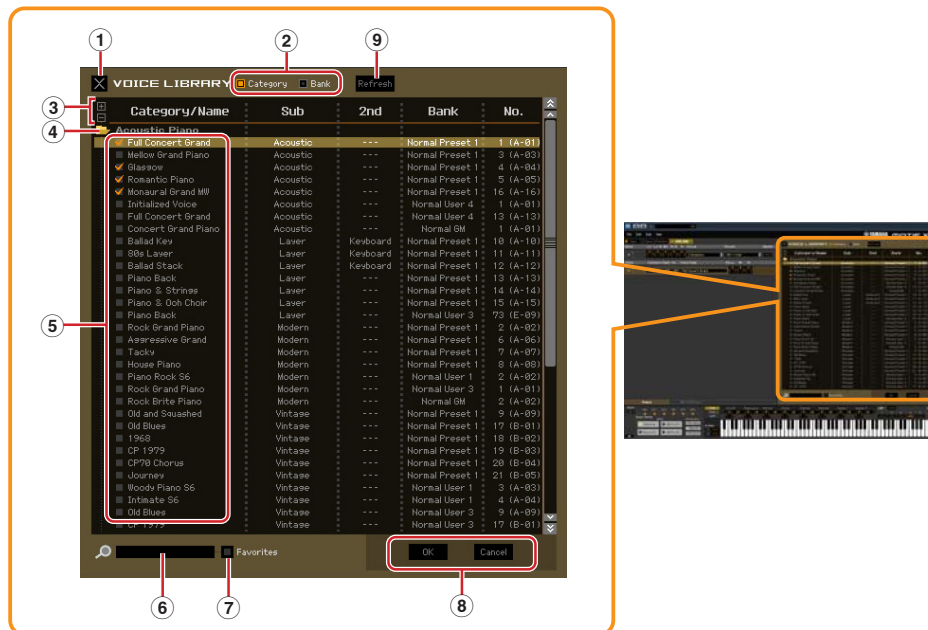 1 2 9
VOICE LIBRARY Category Bank Refresh
3 Category/Name Sub 2nd Bank No.
4 Acoustic Piano
Full Concert Grand Acoustic --- Normal Preset 1 1 (A-01)
Mellow Grand Piano Acoustic --- Normal Preset 1 3 (A-03)
Glasgow Acoustic --- Normal Preset 1 4 (A-04)
Romantic Piano Acoustic --- Normal Preset 1 5 (A-05)
Monaural Grand MW Acoustic --- Normal Preset 1 16 (A-16)
Initialized Voice Acoustic --- Normal User 4 1 (A-01)
Full Concert Grand Acoustic --- Normal User 4 13 (A-13)
Concert Grand Piano Acoustic --- Normal GM 1 (A-01)
Ballad Key Layer Keyboard Normal Preset 1 10 (A-10)
80s Layer Layer Keyboard Normal Preset 1 11 (A-11)
Ballad Stack Layer Keyboard Normal Preset 1 12 (A-12)
Piano Back Layer --- Normal Preset 1 13 (A-13)
Piano & Strings Layer --- Normal Preset 1 14 (A-14)
Piano & Ooh Choir Layer --- Normal Preset 1 15 (A-15)
5 Piano Back Layer --- Normal User 3 73 (E-09)
Rock Grand Piano Modern --- Normal Preset 1 2 (A-02)
Aggressive Grand Modern --- Normal Preset 1 6 (A-06)
Tacky Modern --- Normal Preset 1 7 (A-07)
House Piano Modern --- Normal Preset 1 8 (A-08)
Piano Rock S6 Modern --- Normal User 1 2 (A-02)
Rock Grand Piano Modern --- Normal User 3 1 (A-01)
Rock Brite Piano Modern --- Normal GM 2 (A-02)
Old and Squashed Vintage --- Normal Preset 1 9 (A-09)
Old Blues Vintage --- Normal Preset 1 17 (B-01)
1968 Vintage --- Normal Preset 1 18 (B-02)
CP 1979 Vintage --- Normal Preset 1 19 (B-03)
CP70 Chorus Vintage --- Normal Preset 1 20 (B-04)
Journey Vintage --- Normal Preset 1 21 (B-05)
Woody Piano S6 Vintage --- Normal User 1 3 (A-03)
Intimate S6 Vintage --- Normal User 1 4 (A-04)
Old Blues Vintage --- Normal User 3 9 (A-09)
CP 1979 Vintage --- Normal User 3 17 (B-01)
Favorites OK Cancel
6 7 8